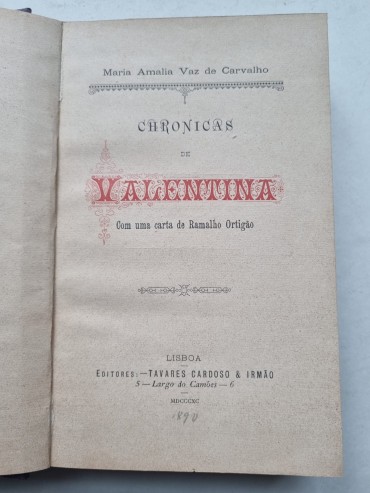 Maria Amalia Vaz de Carvalho
CHRONICAS
DE
VALENTINA
Com uma carta de Ramalho Ortigão
LISBOA
EDITORES:—TAVARES CARDOSO & IRMÃO
5 — Largo do Camões — 6
MDCCCXC
1890